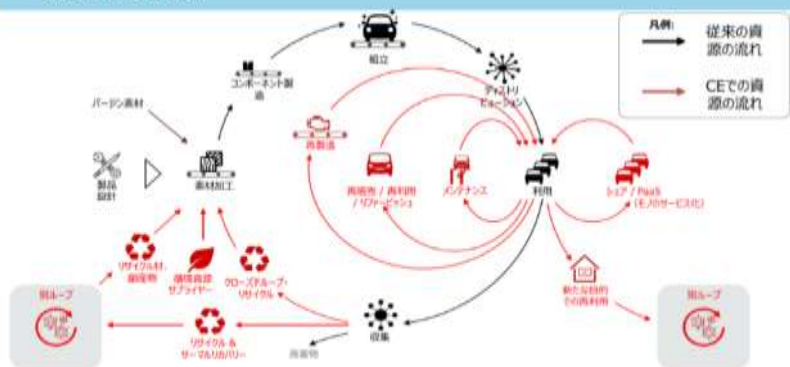 凡例:
従来の資
源の流れ
CEでの資
源の流れ
組立
コンポーネント製
造
ディストリ
ビューション
バージン素材
再製造
製品
設計
素材加工
再販売 / 再利用
/ リファービッシュ
メンテナンス
利用
シェア / PaaS
(モノのサービス化)
リサイクル材、
副産物
循環資源
サプライヤー
クローズドループ・
リサイクル
新たな目的
での再利用
別ループ
別ループ
リサイクル &
サーマルリカバリー
収集
廃棄物